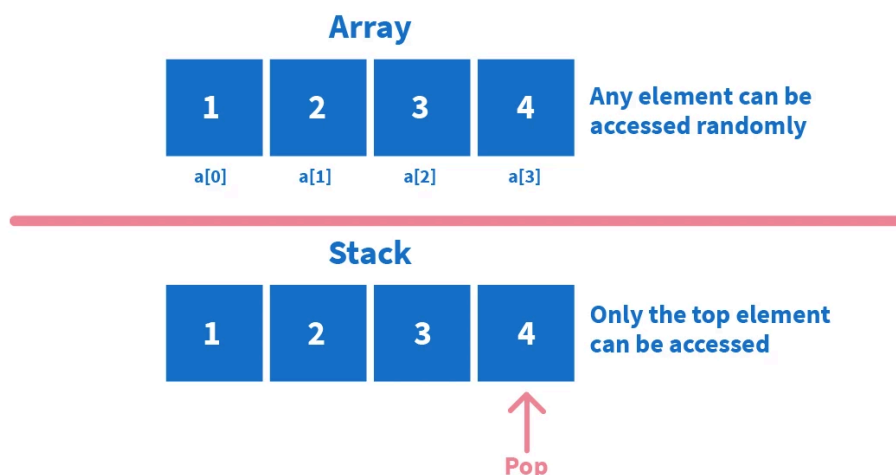 Array
1 2 3 4
Any element can be
accessed randomly
a[0] a[1] a[2] a[3]
Stack
1 2 3 4
Only the top element
can be accessed
Pop